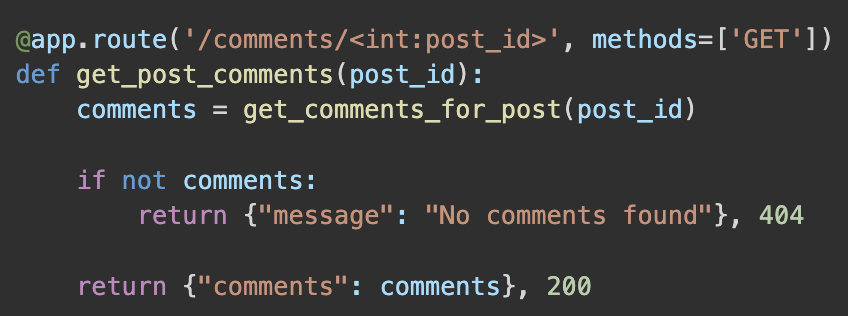 @app.route('/comments/<int:post_id>', methods=['GET'])
def get_post_comments(post_id):
    comments = get_comments_for_post(post_id)

    if not comments:
        return {"message": "No comments found"}, 404

    return {"comments": comments}, 200